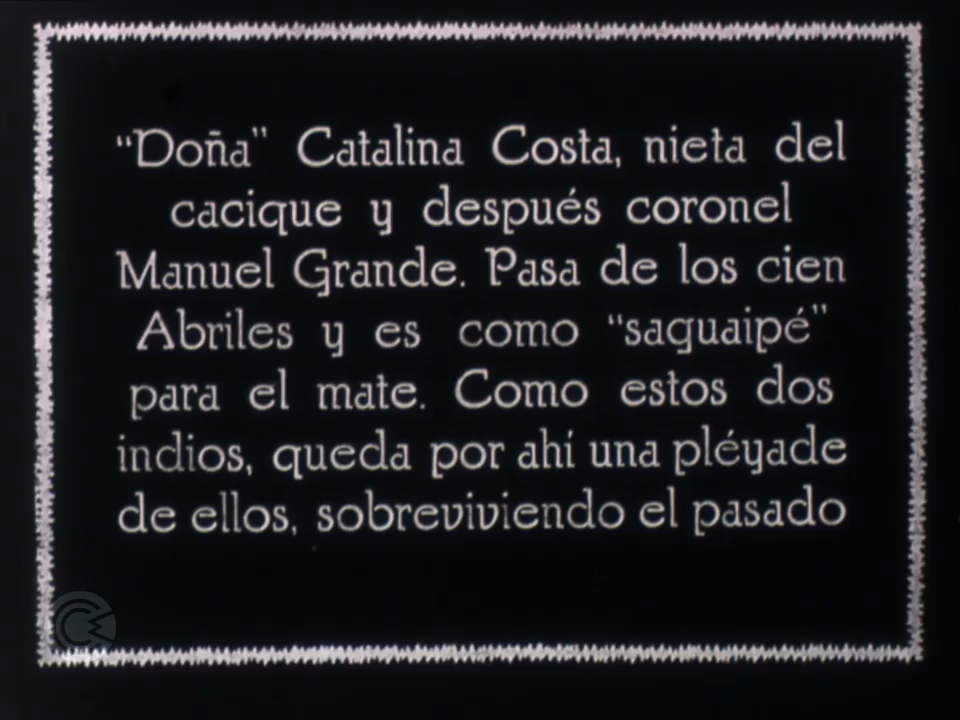 "Doña" Catalina Costa, nieta del
cacique y después coronel
Manuel Grande. Pasa de los cien
Abriles y es como "saguaipé"
para el mate. Como estos dos
indios, queda por ahí una pléyade
de ellos, sobreviviendo el pasado